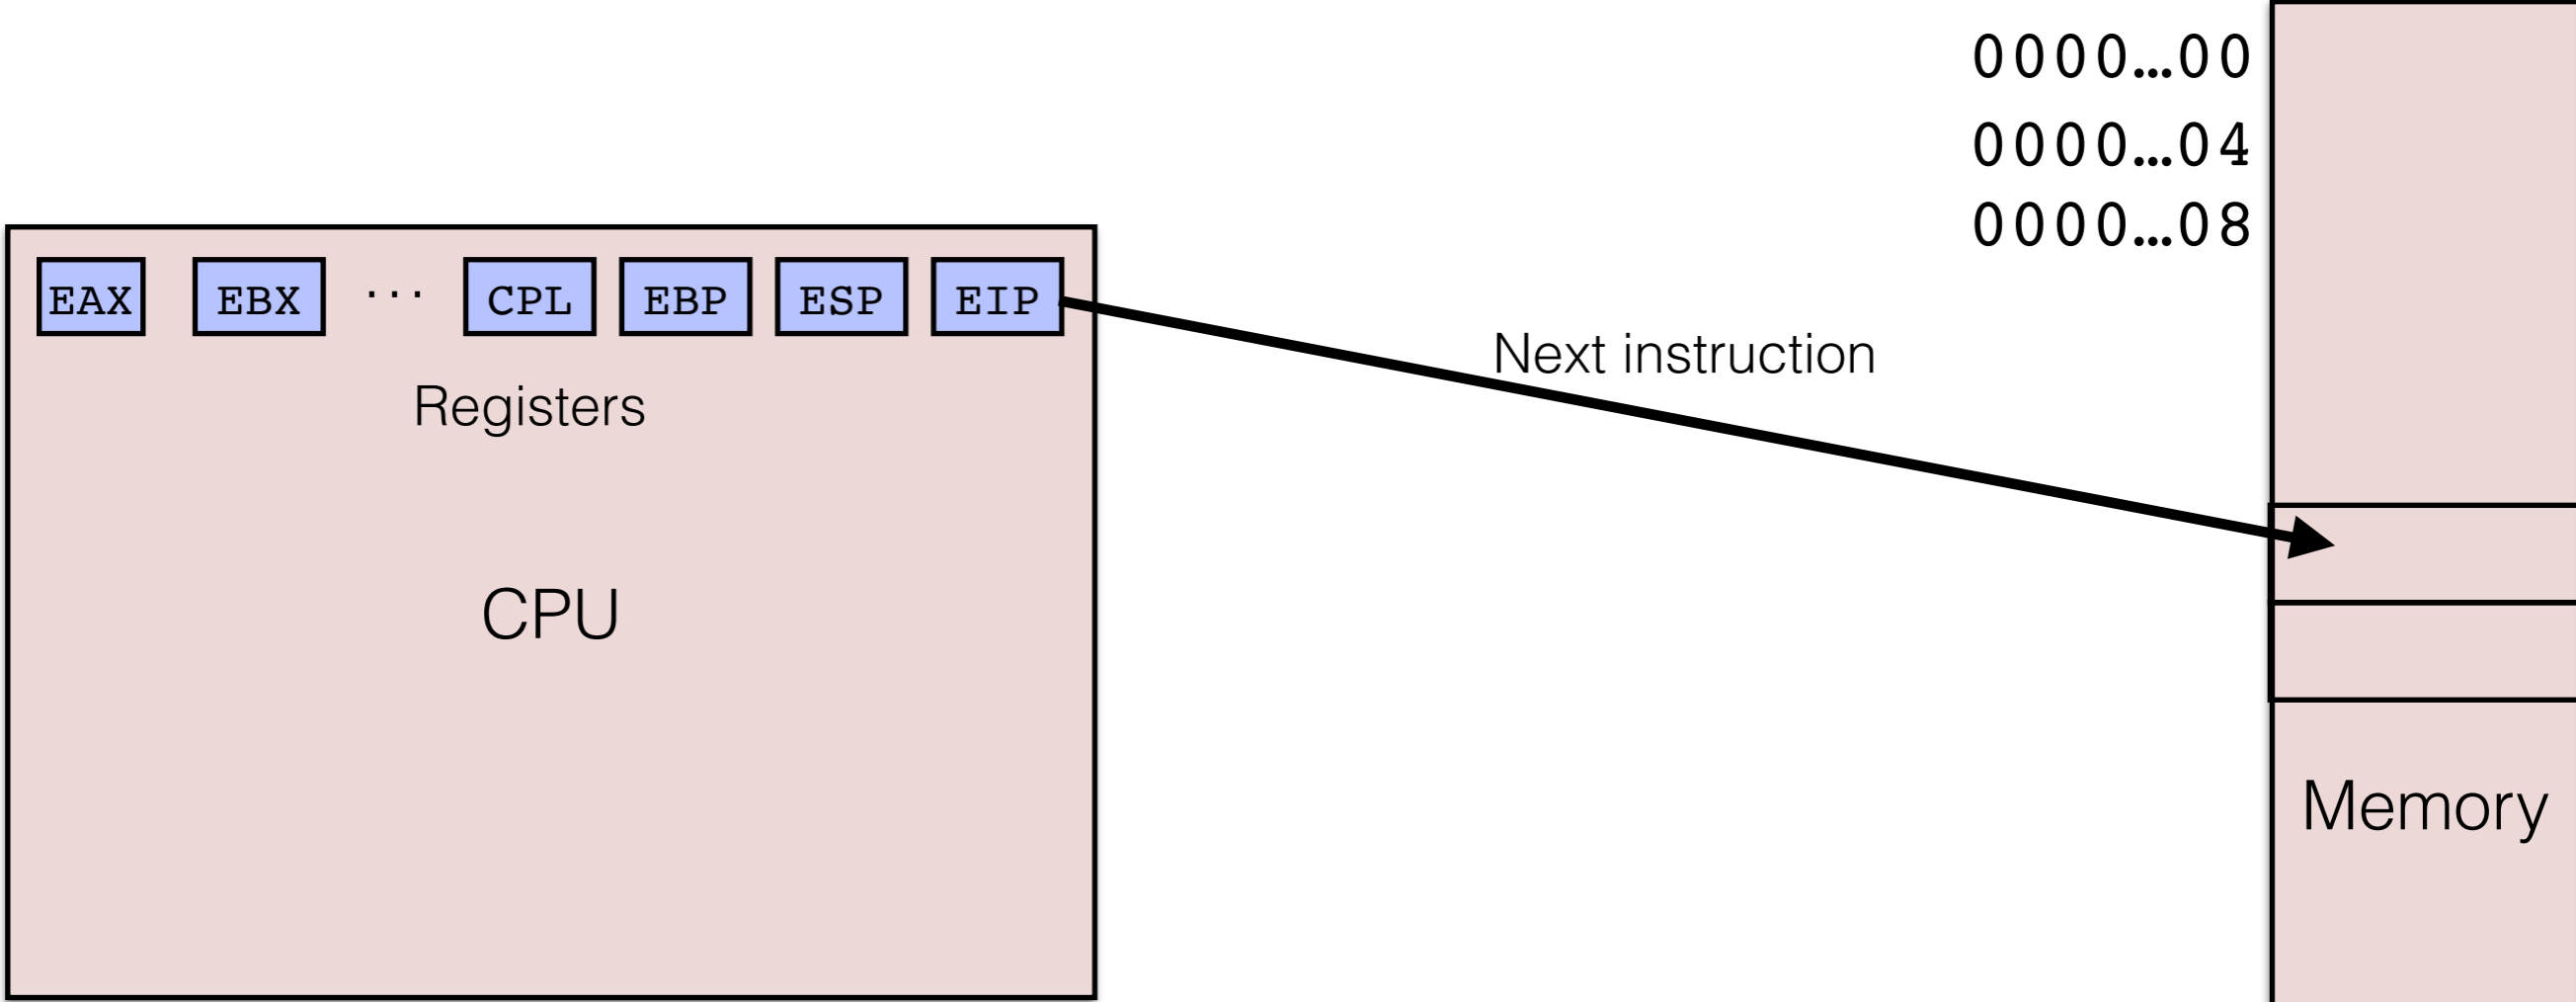 0000…00
0000…04
0000…08
EAX EBX ... CPL EBP ESP EIP
Next instruction
Registers
CPU
Memory